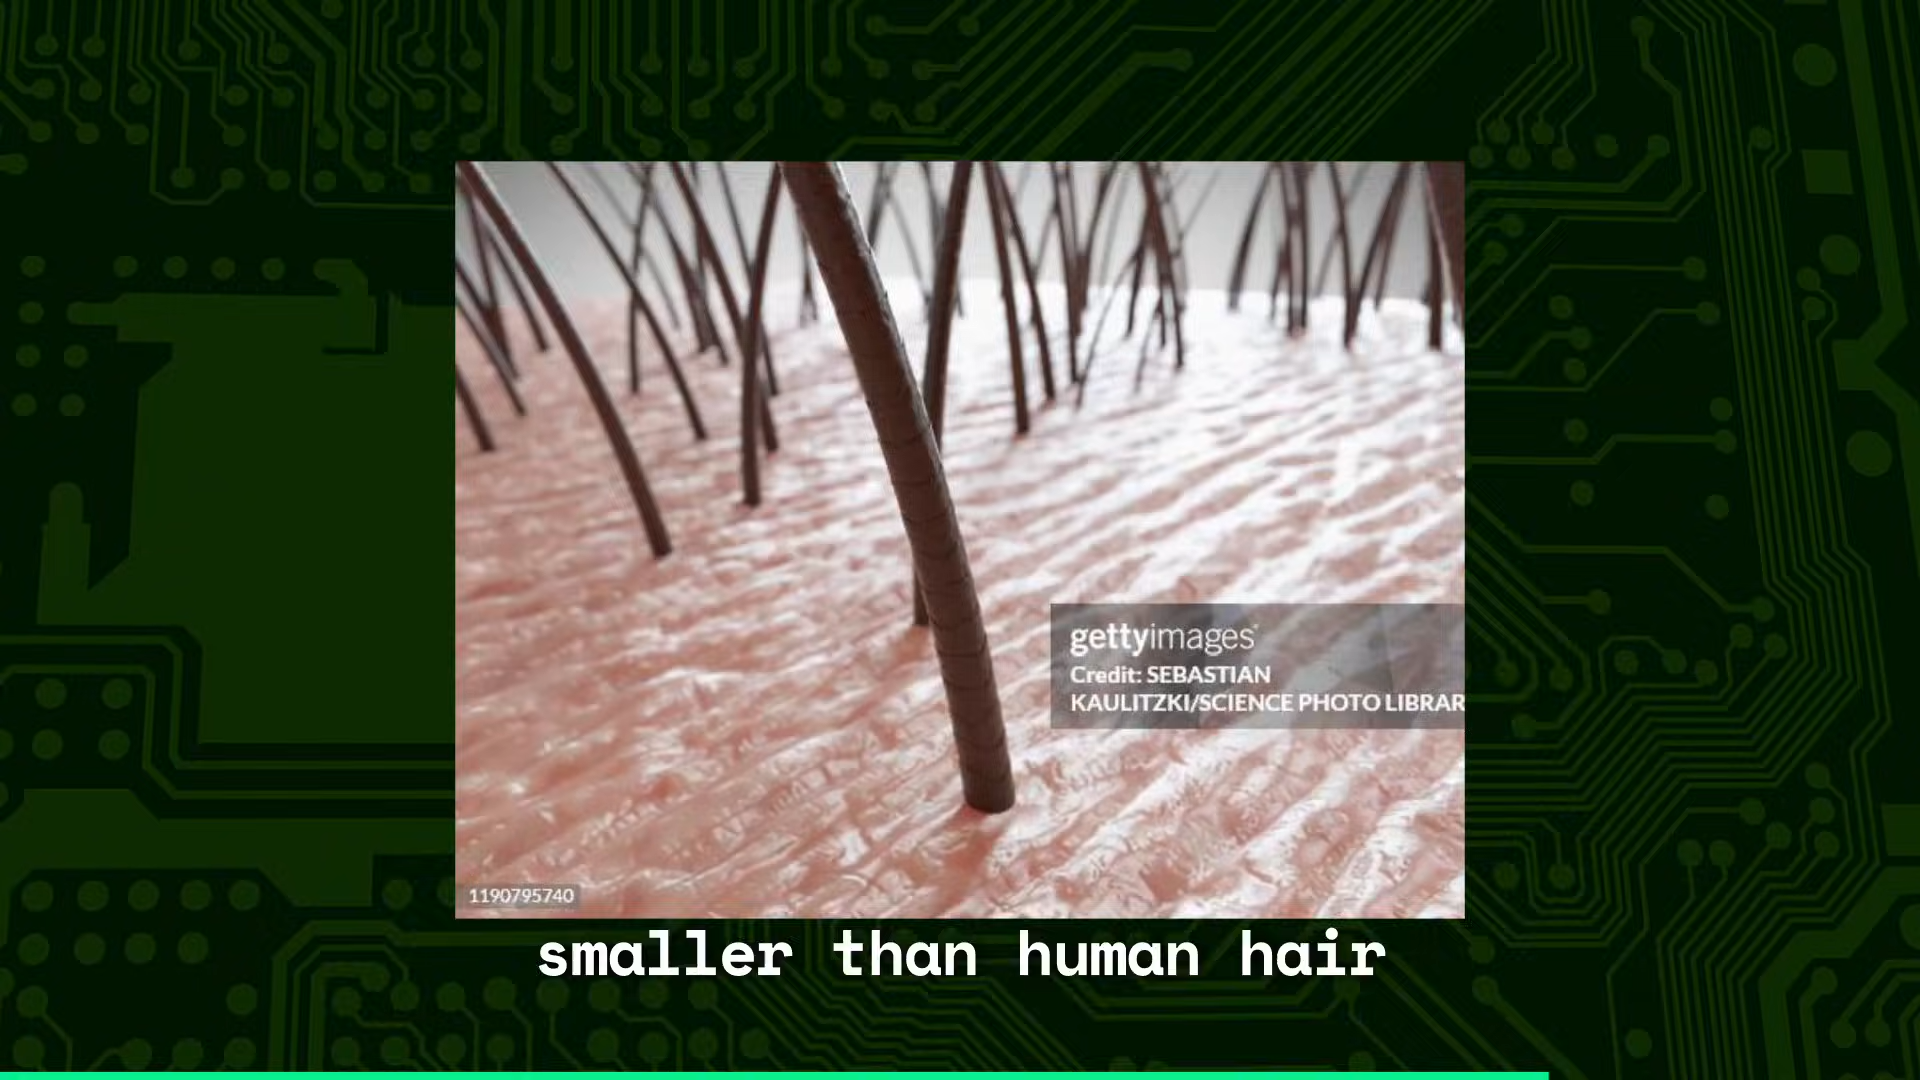 gettyimages
Credit: SEBASTIAN
KAULITZKI/SCIENCE PHOTO LIBRAR
1190795740
smaller than human hair